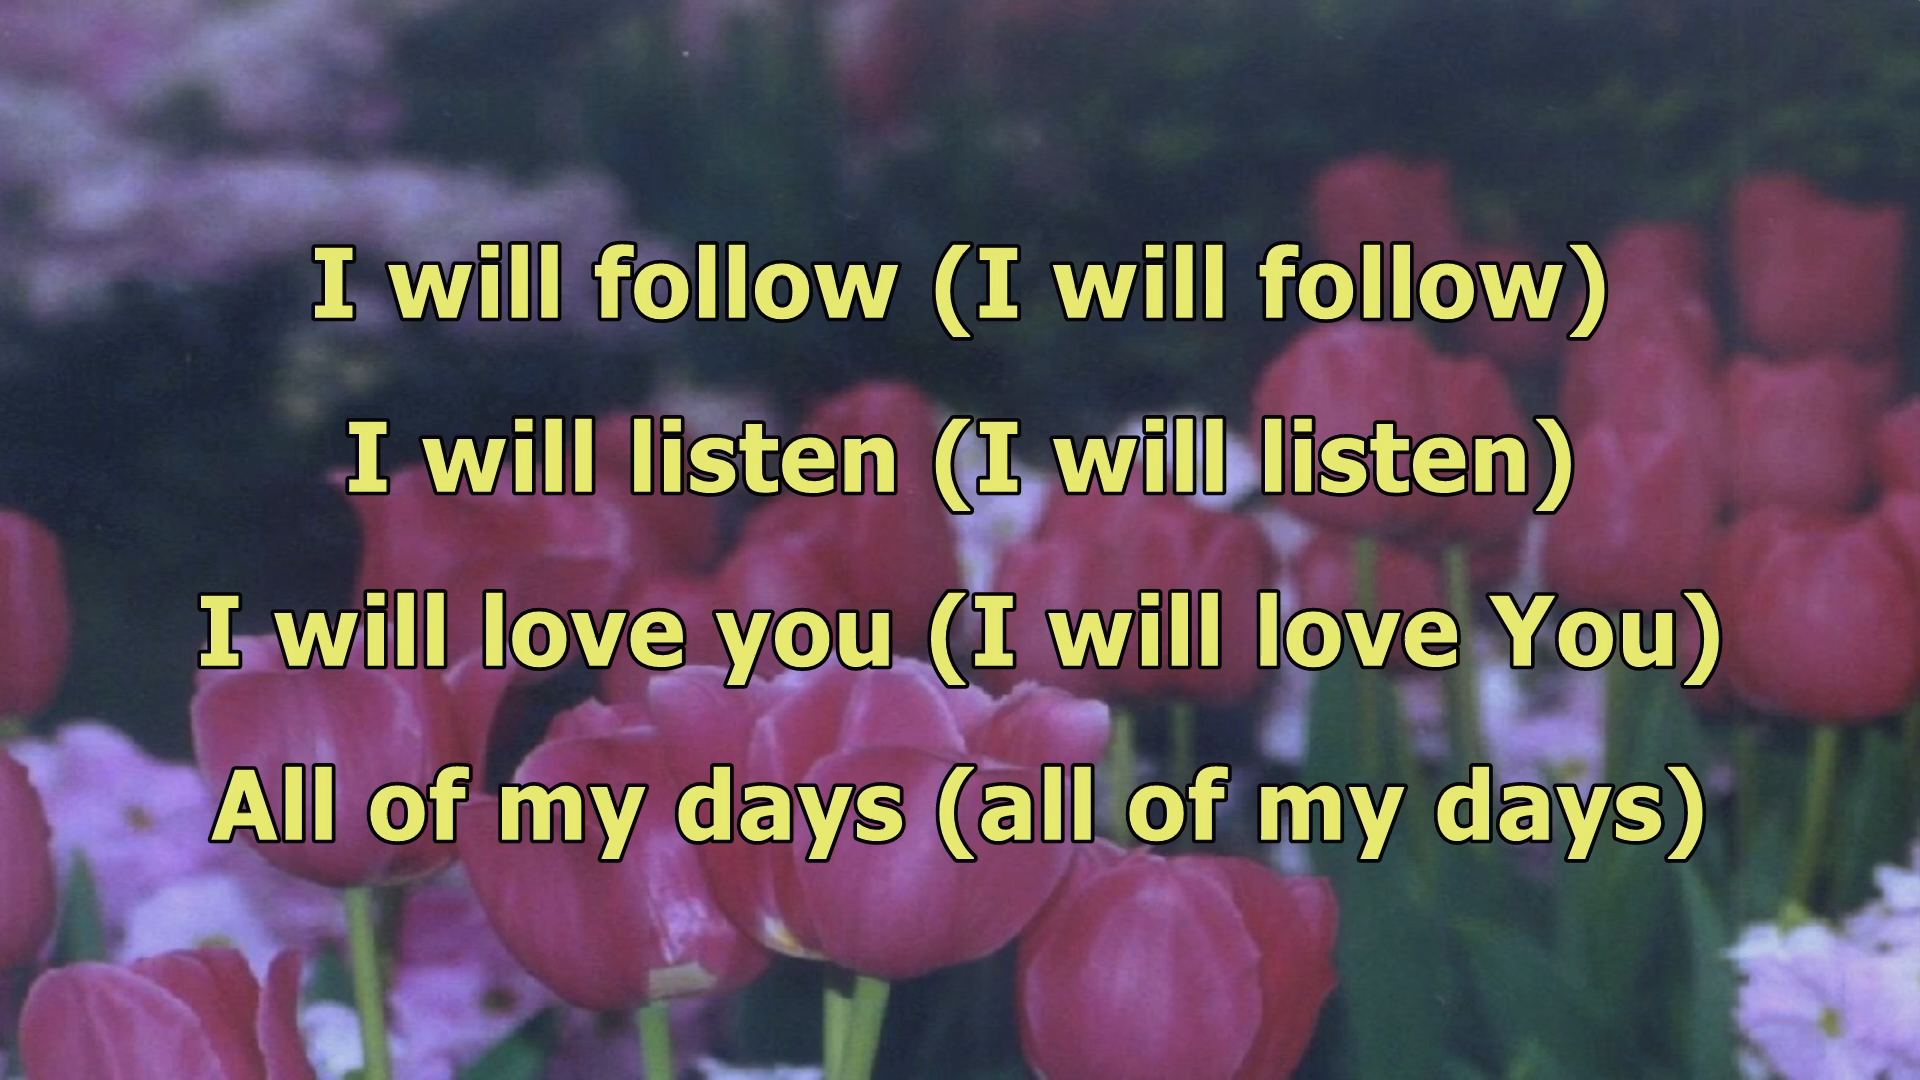 I will follow (I will follow)
I will listen (I will listen)
I will love you (I will love You)
All of my days (all of my days)